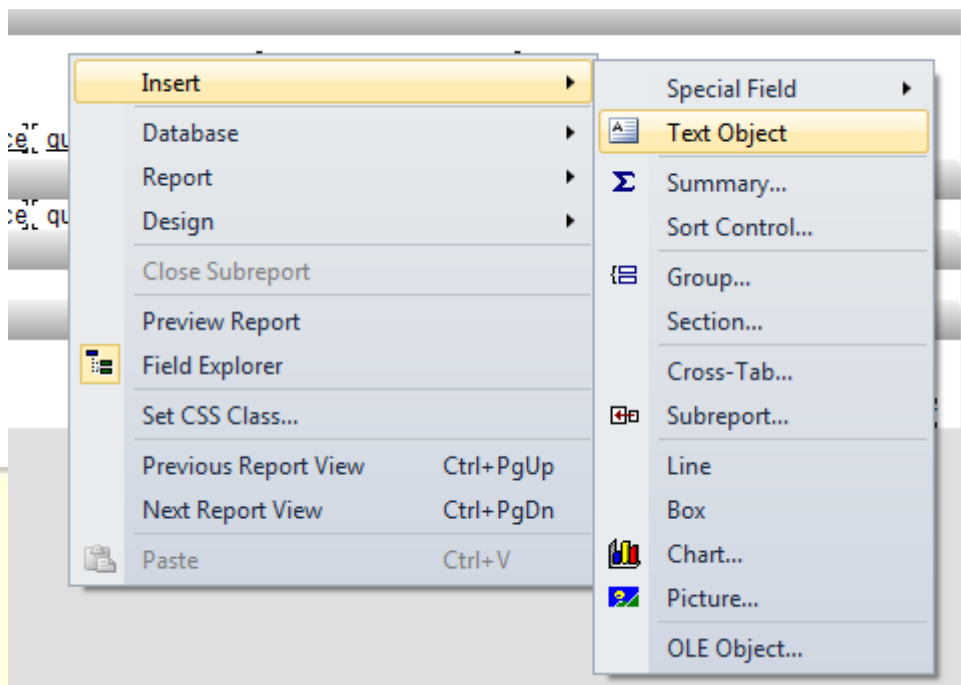 Insert
Database
Report
Design
Close Subreport
Preview Report
Field Explorer
Set CSS Class...
Previous Report View Ctrl+PgUp
Next Report View Ctrl+PgDn
Paste Ctrl+V
Special Field
Text Object
Summary...
Sort Control...
Group...
Section...
Cross-Tab...
Subreport...
Line
Box
Chart...
Picture...
OLE Object...